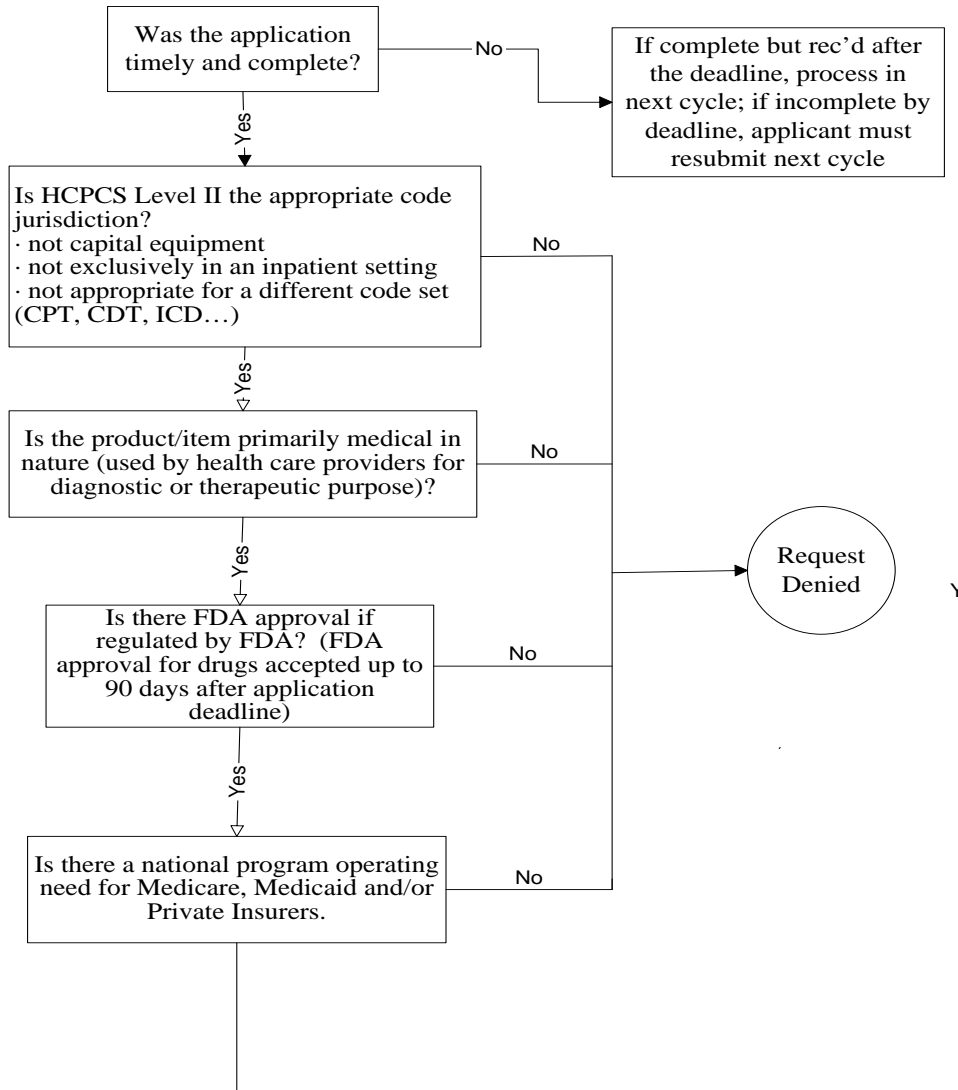 Was the application
timely and complete?
No
If complete but rec’d after
the deadline, process in
next cycle; if incomplete by
deadline, applicant must
resubmit next cycle
Yes
Is HCPCS Level II the appropriate code
jurisdiction?
· not capital equipment
· not exclusively in an inpatient setting
· not appropriate for a different code set
(CPT, CDT, ICD…)
No
Yes
Is the product/item primarily medical in
nature (used by health care providers for
diagnostic or therapeutic purpose)?
No
Yes
Request
Denied
Y
Is there FDA approval if
regulated by FDA?  (FDA
approval for drugs accepted up to
90 days after application
deadline)
No
Yes
Is there a national program operating
need for Medicare, Medicaid and/or
Private Insurers.
No